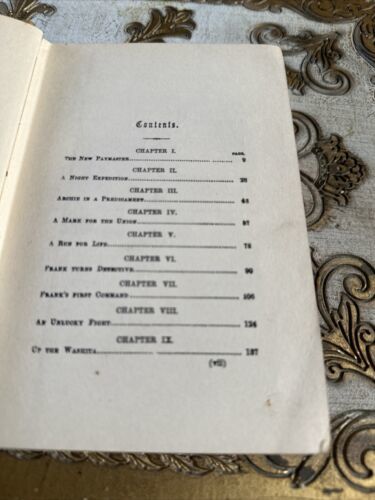 Contents.
CHAPTER I.
PAGE.
THE NEW PAYMASTER 9
CHAPTER II.
A NIGHT EXPEDITION 26
CHAPTER III.
ARCHIE IN A PREDICAMENT
CHAPTER IV.
A MARK FOR THE UNION 57
CHAPTER V.
A RUN FOR LIFE 75
CHAPTER VI.
FRANK TURNS DETECTIVE 90
CHAPTER VII.
FRANK'S FIRST COMMAND 106
CHAPTER VIII.
AN UNLUCKY FIGHT 124
CHAPTER IX.
UP THE WASHITA 137
(vii)